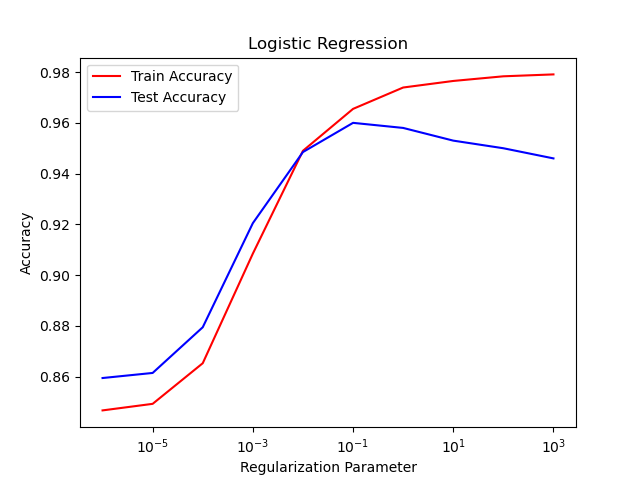 Logistic Regression
Train Accuracy
Test Accuracy
0.98
0.96
0.94
0.92
0.90
0.88
0.86
Accuracy
10⁻⁵
10⁻³
10⁻¹
10¹
10³
Regularization Parameter